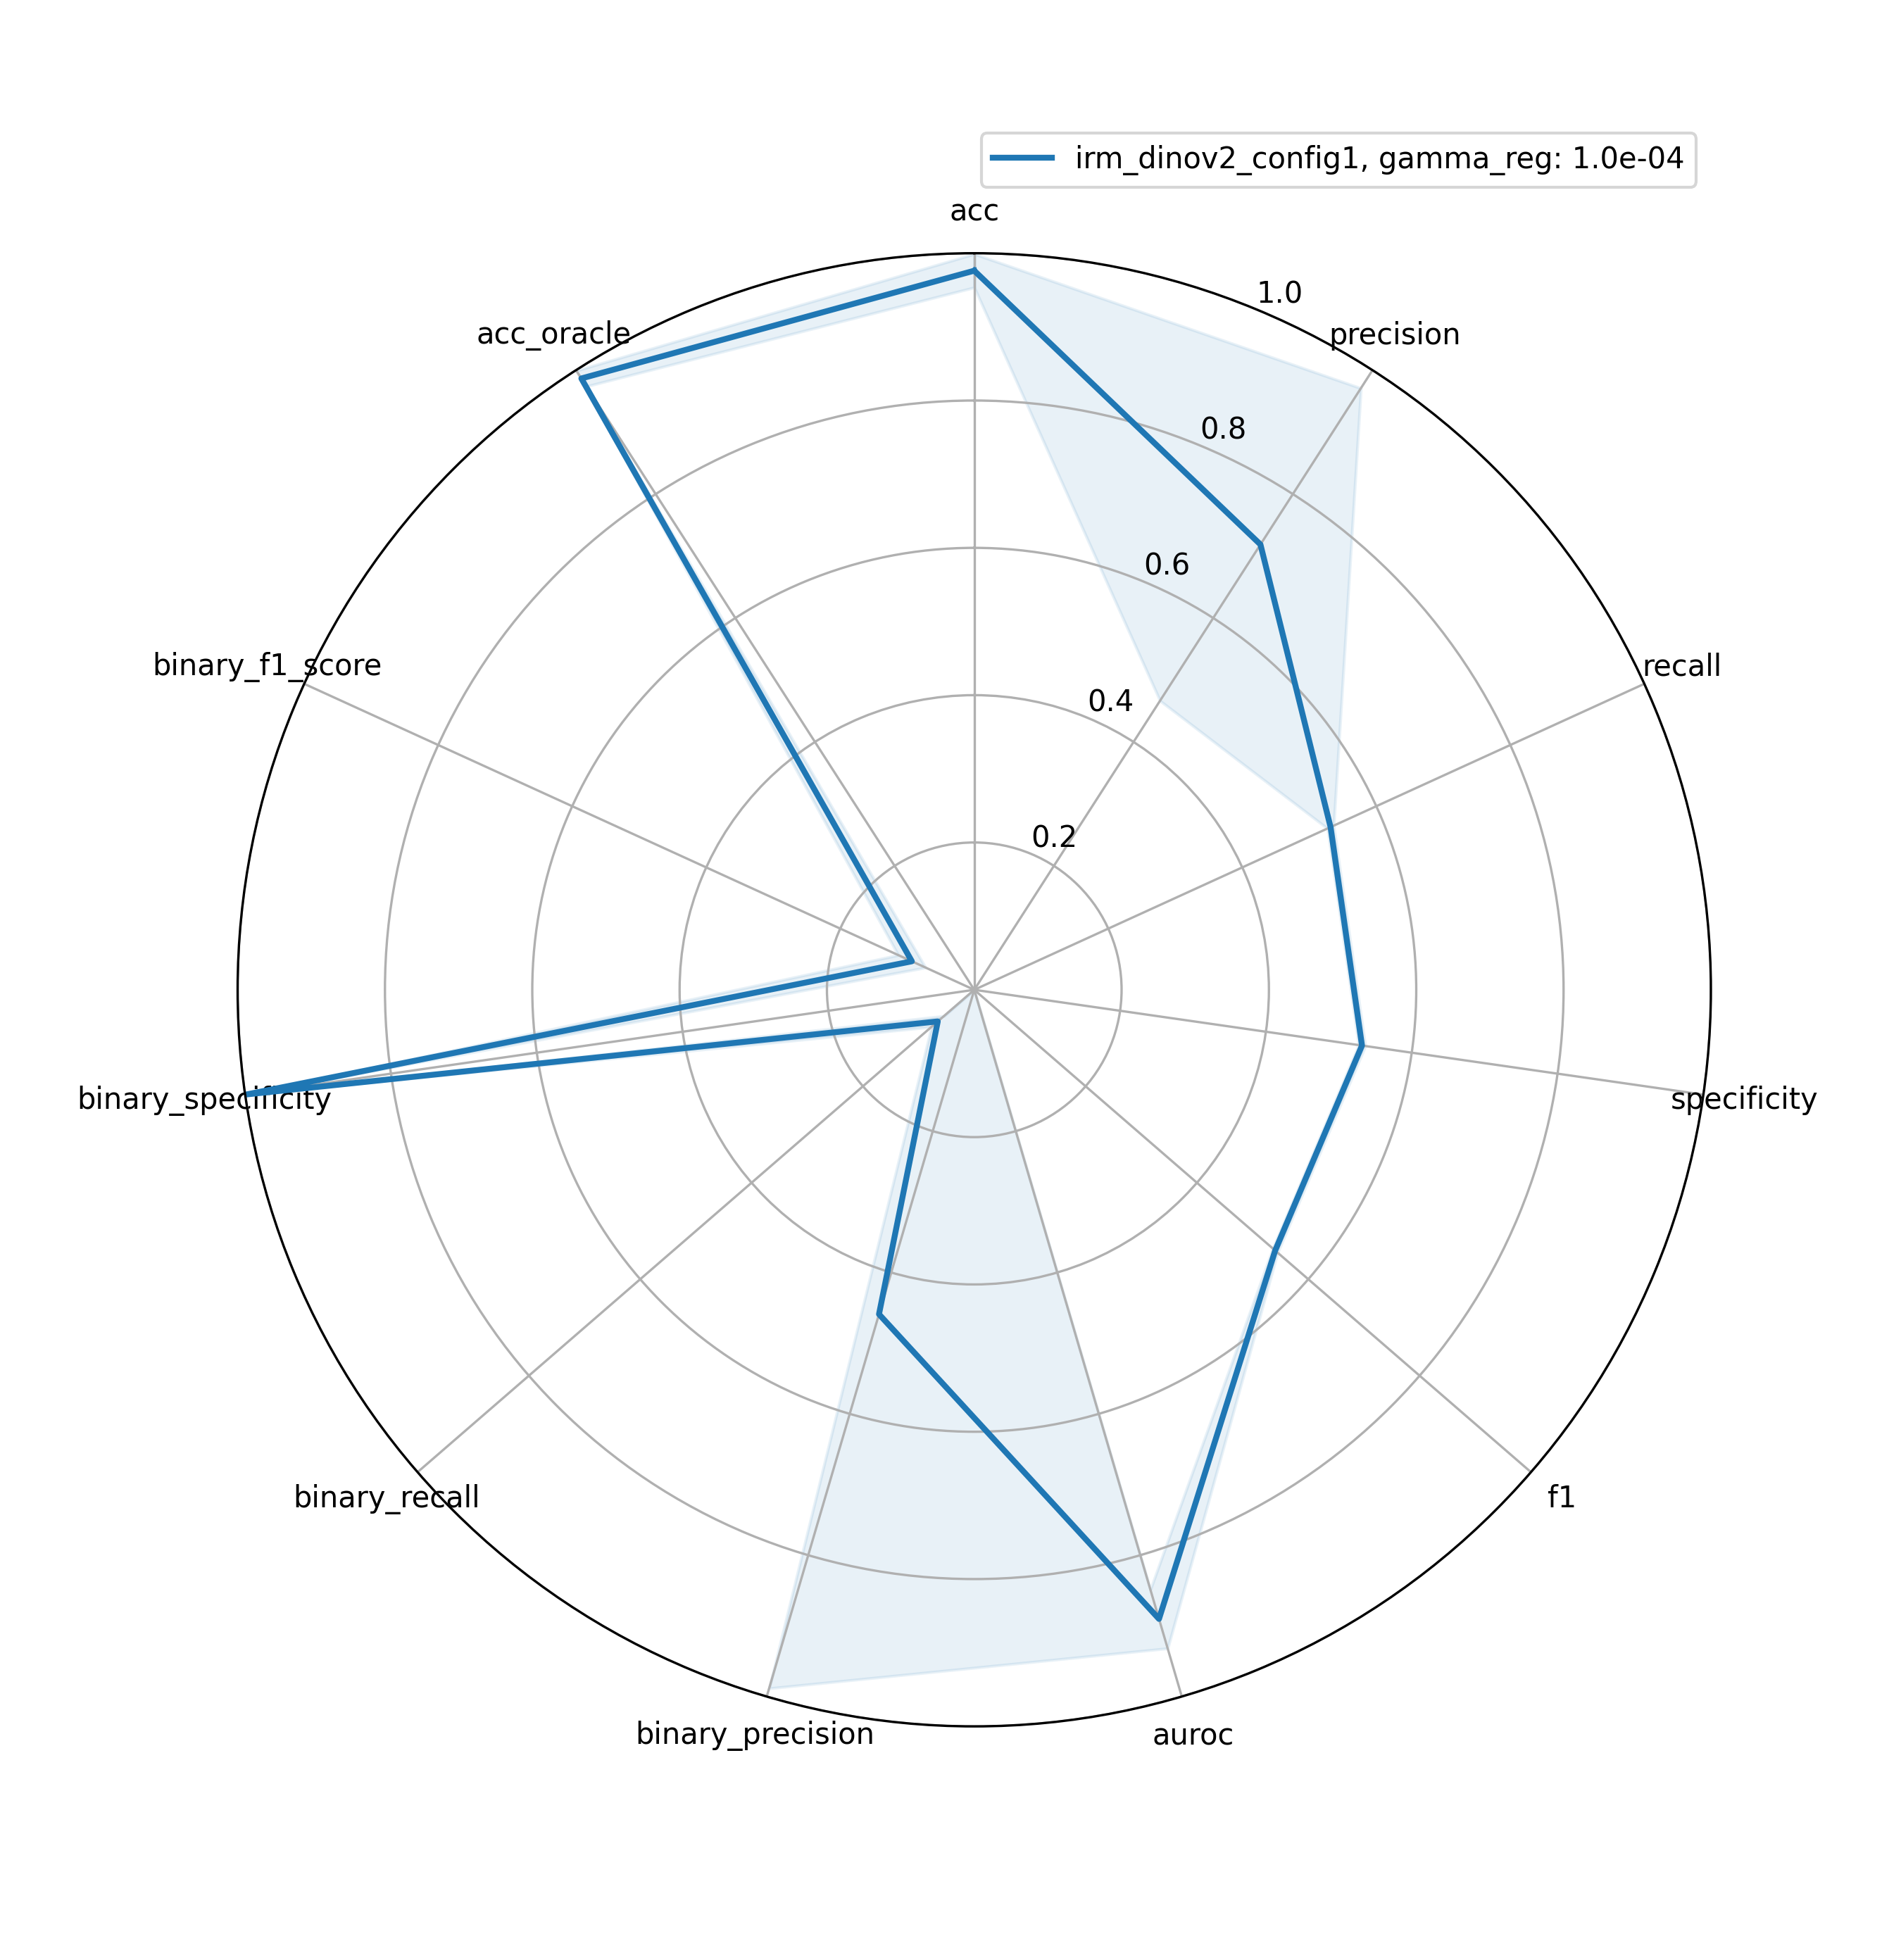 irm_dinov2_config1, gamma_reg: 1.0e-04
acc
1.0
acc_oracle
precision
0.8
0.6
binary_f1_score
recall
0.4
0.2
binary_specificity
specificity
binary_recall
f1
binary_precision
auroc